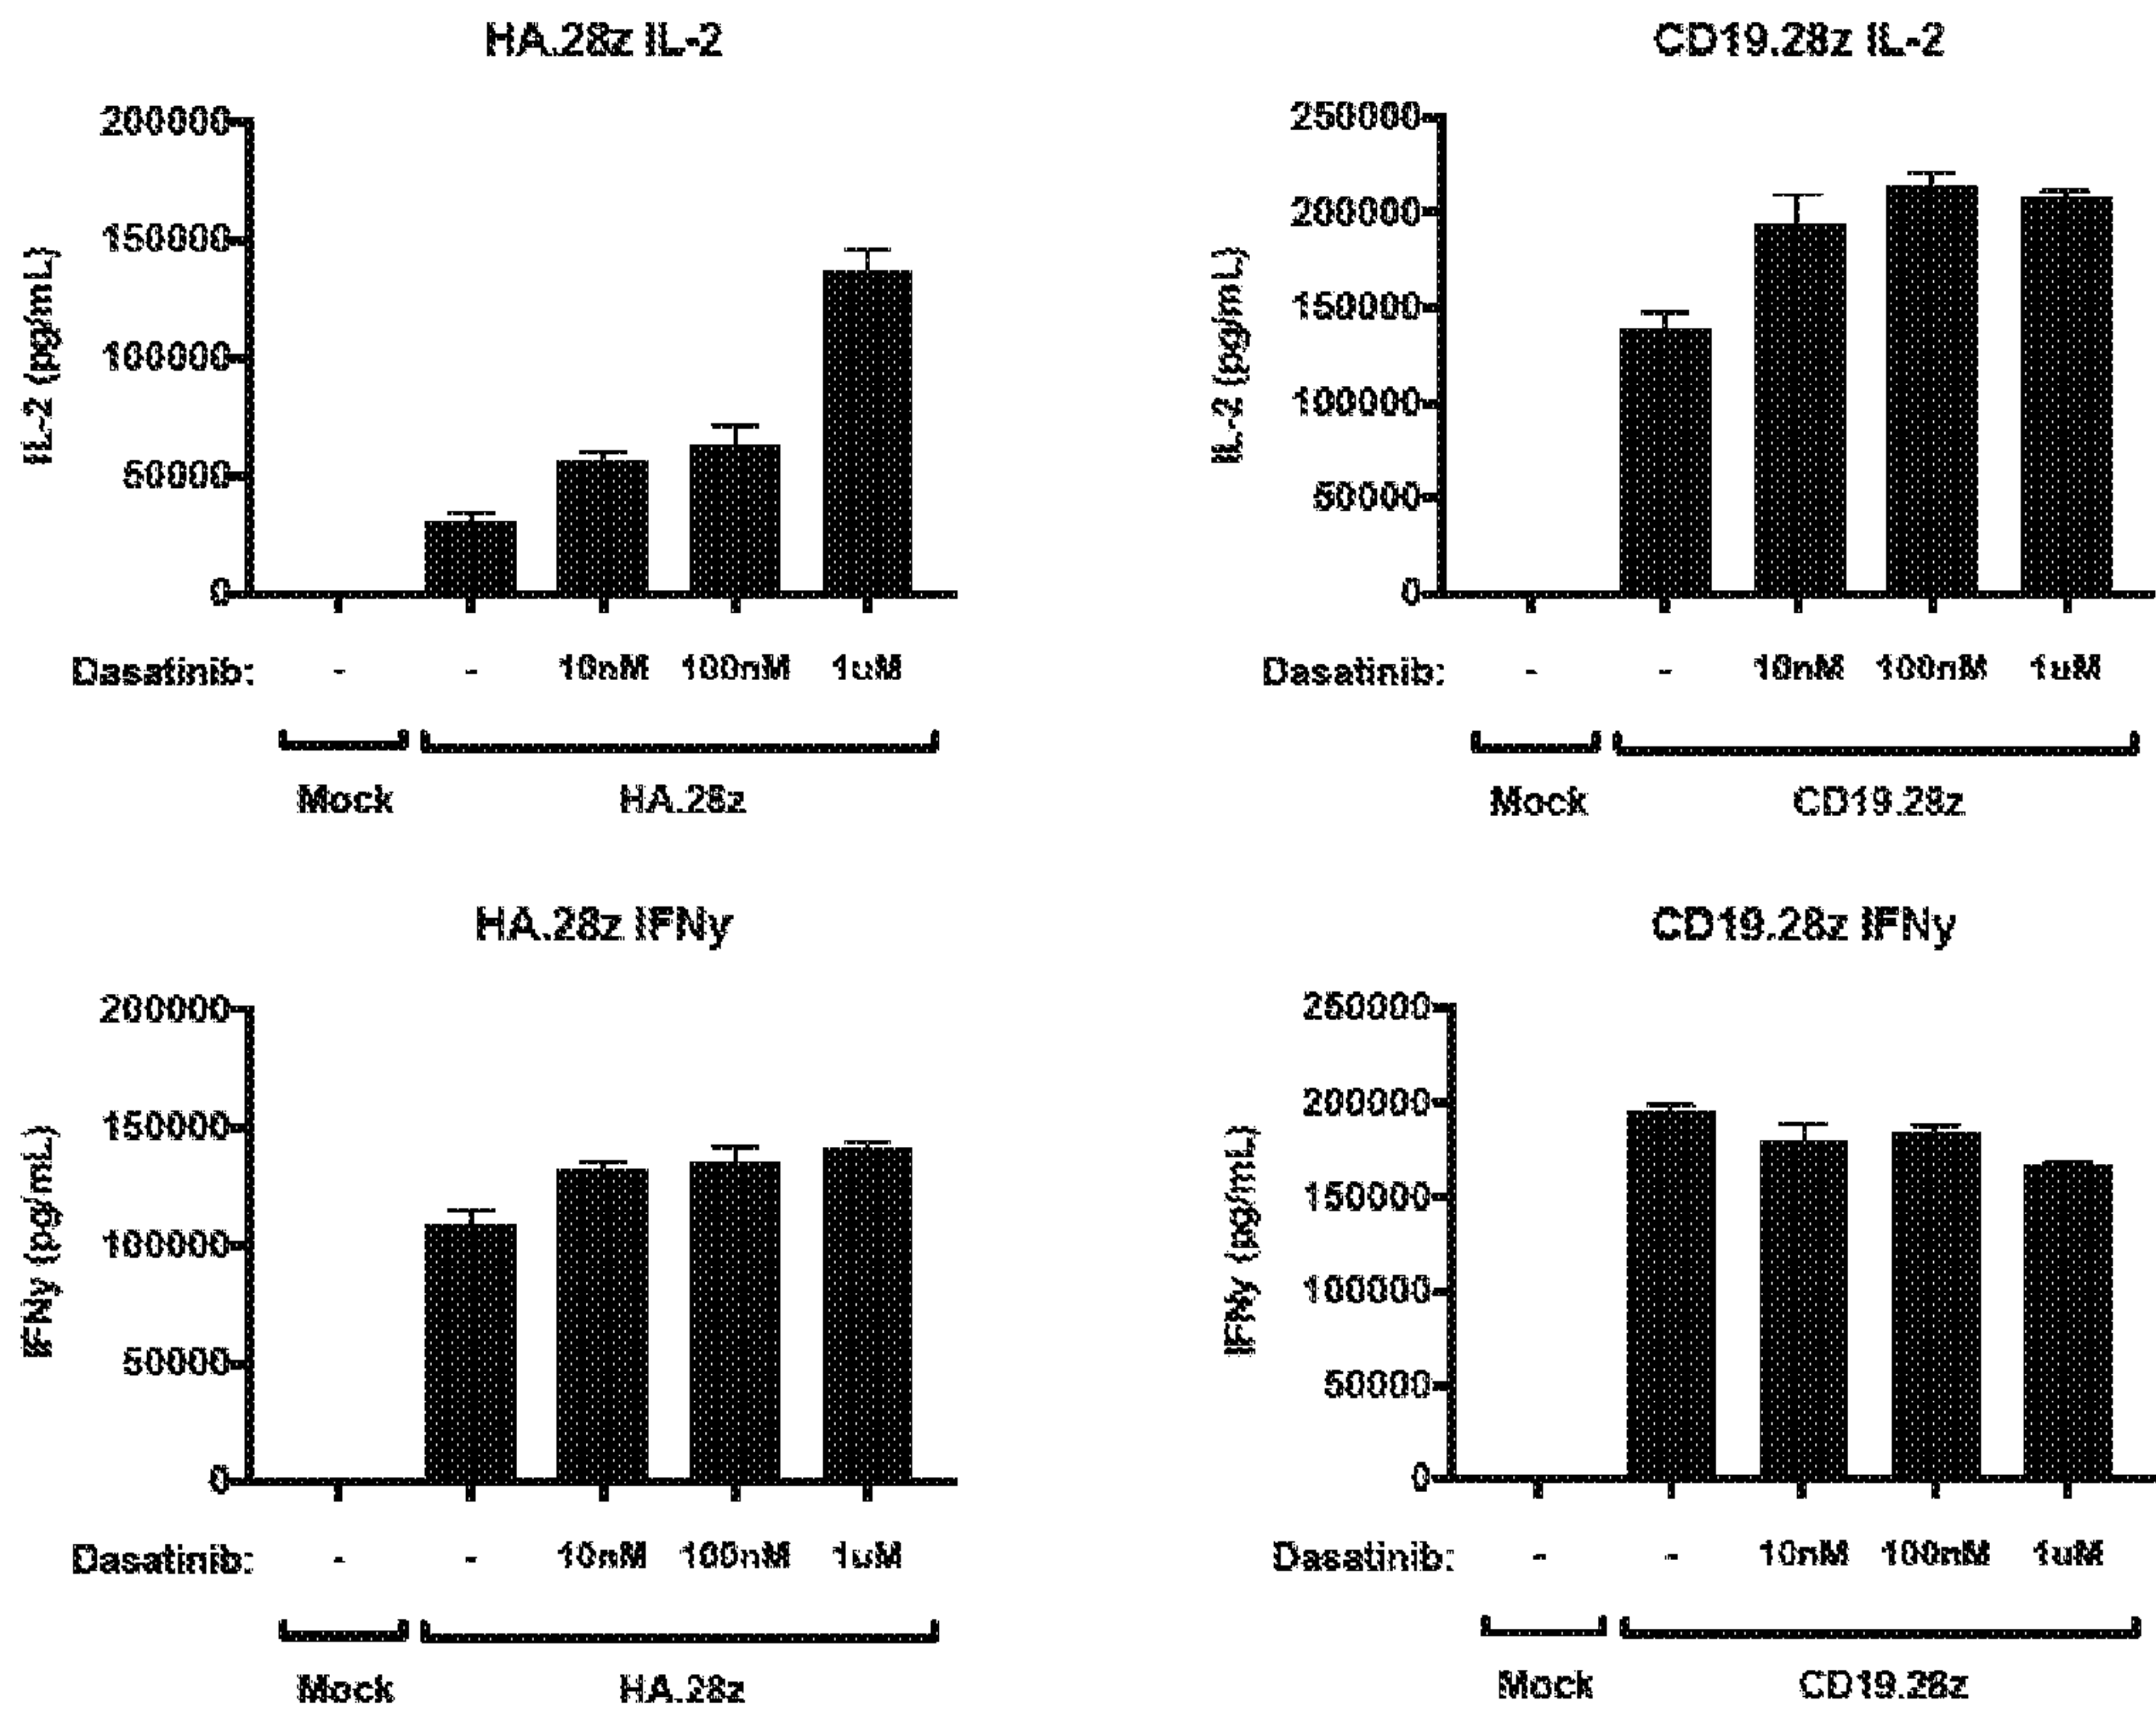 HA.28z IL-2
IL-2 (pg/mL)
200000
150000
100000
50000
0
Dasatinib: - - 10nM 100nM 1uM
Mock HA.28z
CD19.28z IL-2
IL-2 (pg/mL)
250000
200000
150000
100000
50000
0
Dasatinib: - - 10nM 100nM 1uM
Mock CD19.28z
HA.28z IFNy
IFNy (pg/mL)
200000
150000
100000
50000
0
Dasatinib: - - 10nM 100nM 1uM
Mock HA.28z
CD19.28z IFNy
IFNy (pg/mL)
250000
200000
150000
100000
50000
0
Dasatinib: - - 10nM 100nM 1uM
Mock CD19.28z